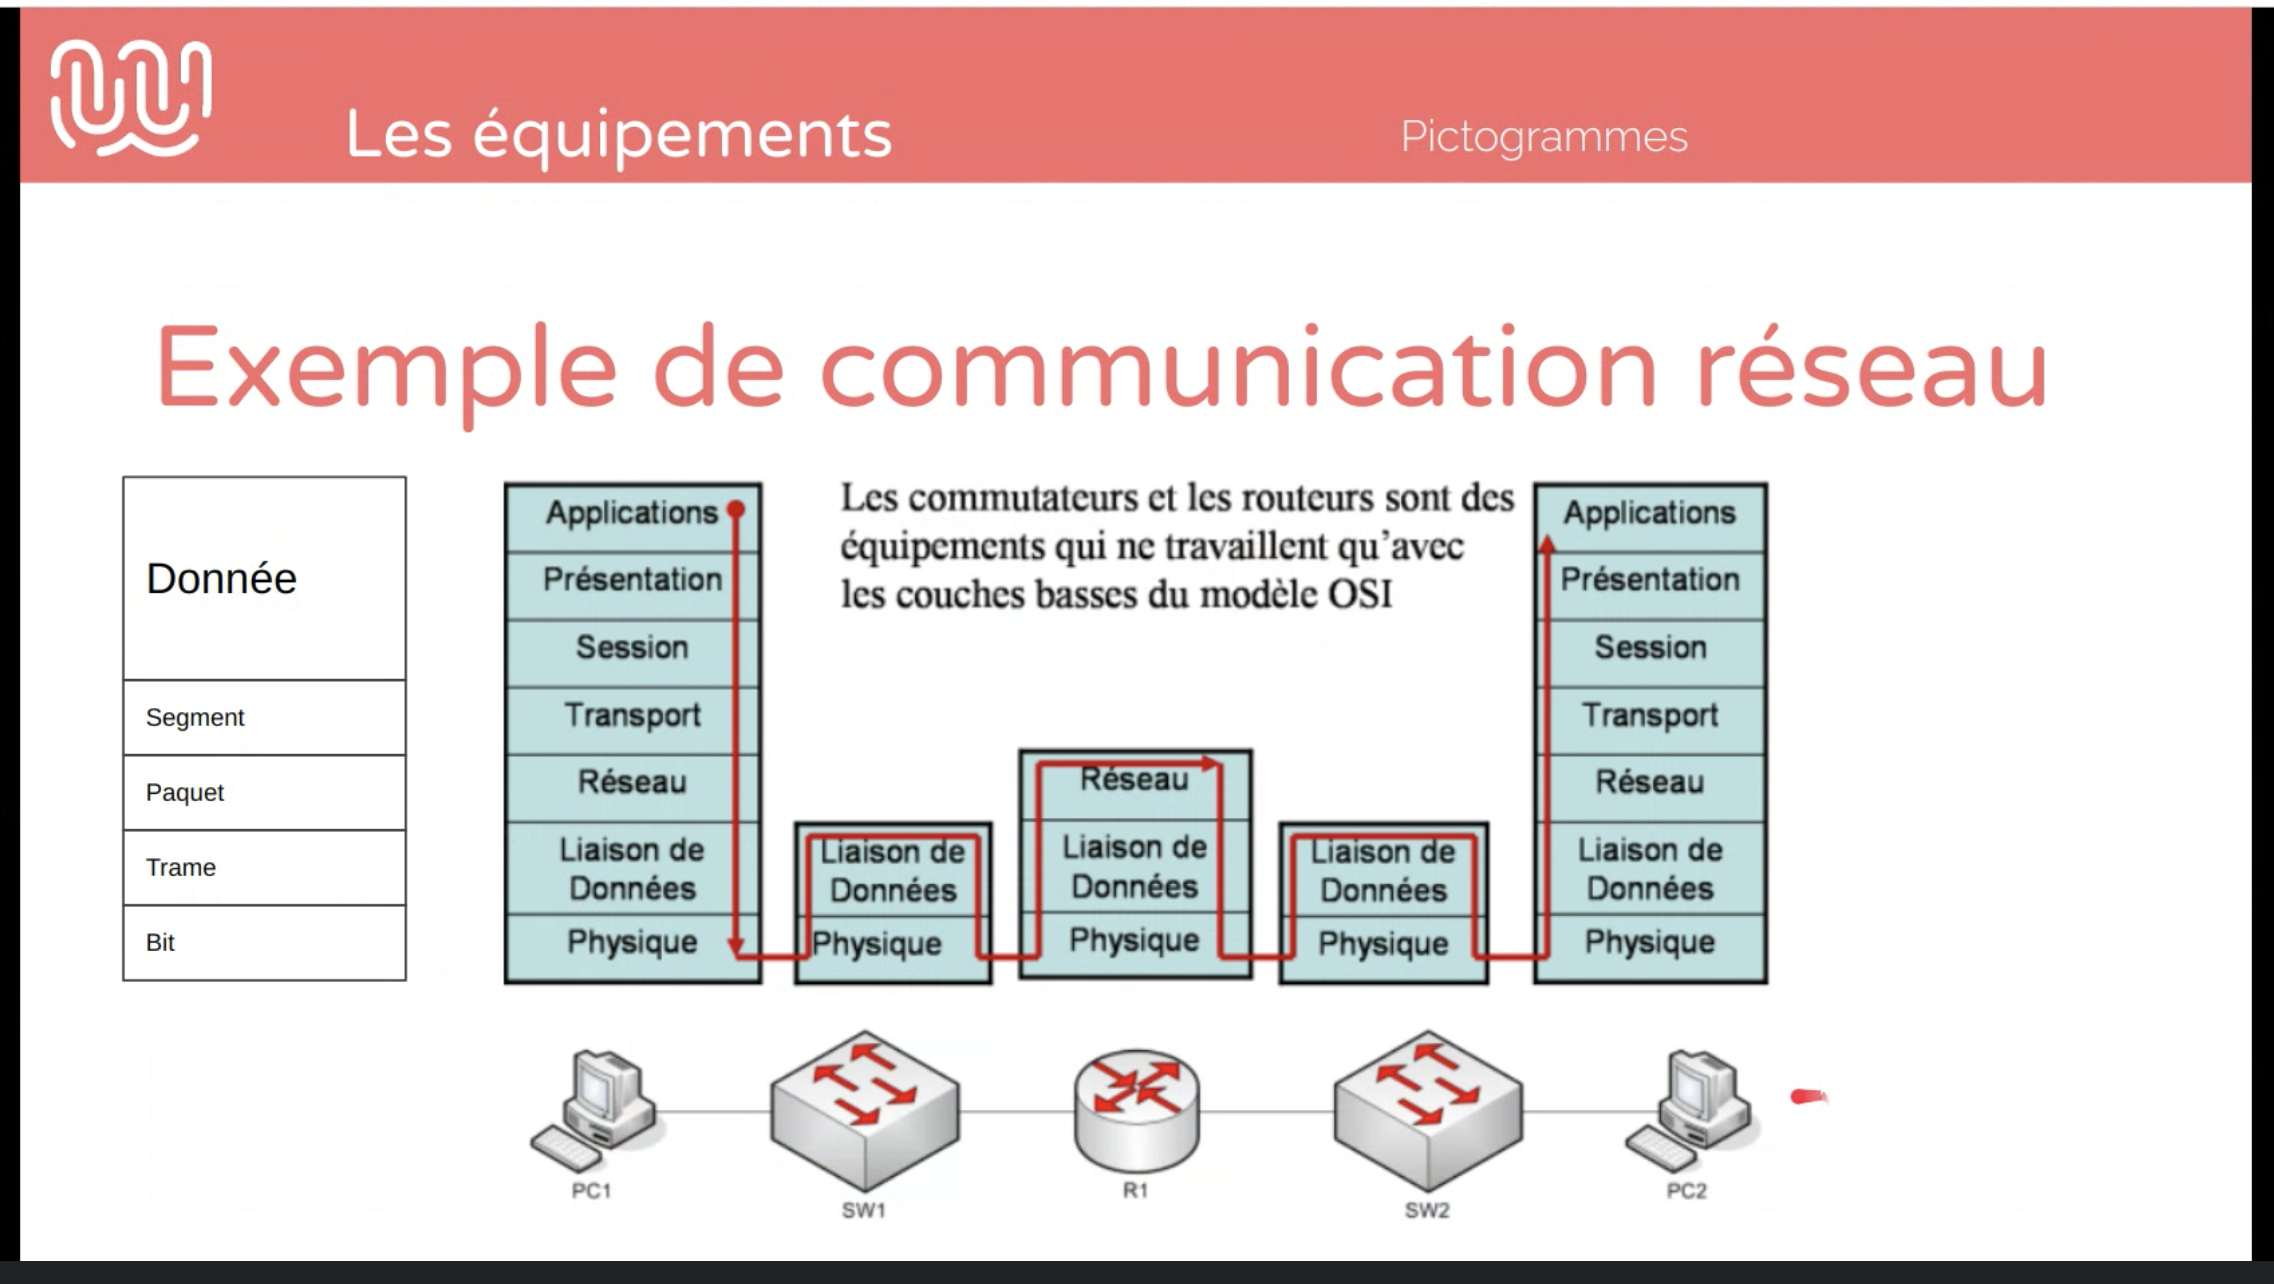 Les équipements
Pictogrammes
Exemple de communication réseau
Donnée
Segment
Paquet
Trame
Bit
Applications
Présentation
Session
Transport
Réseau
Liaison de
Données
Physique
Les commutateurs et les routeurs sont des
équipements qui ne travaillent qu'avec
les couches basses du modèle OSI
Liaison de
Données
Physique
Réseau
Liaison de
Données
Physique
Liaison de
Données
Physique
Applications
Présentation
Session
Transport
Réseau
Liaison de
Données
Physique
PC1
SW1
R1
SW2
PC2